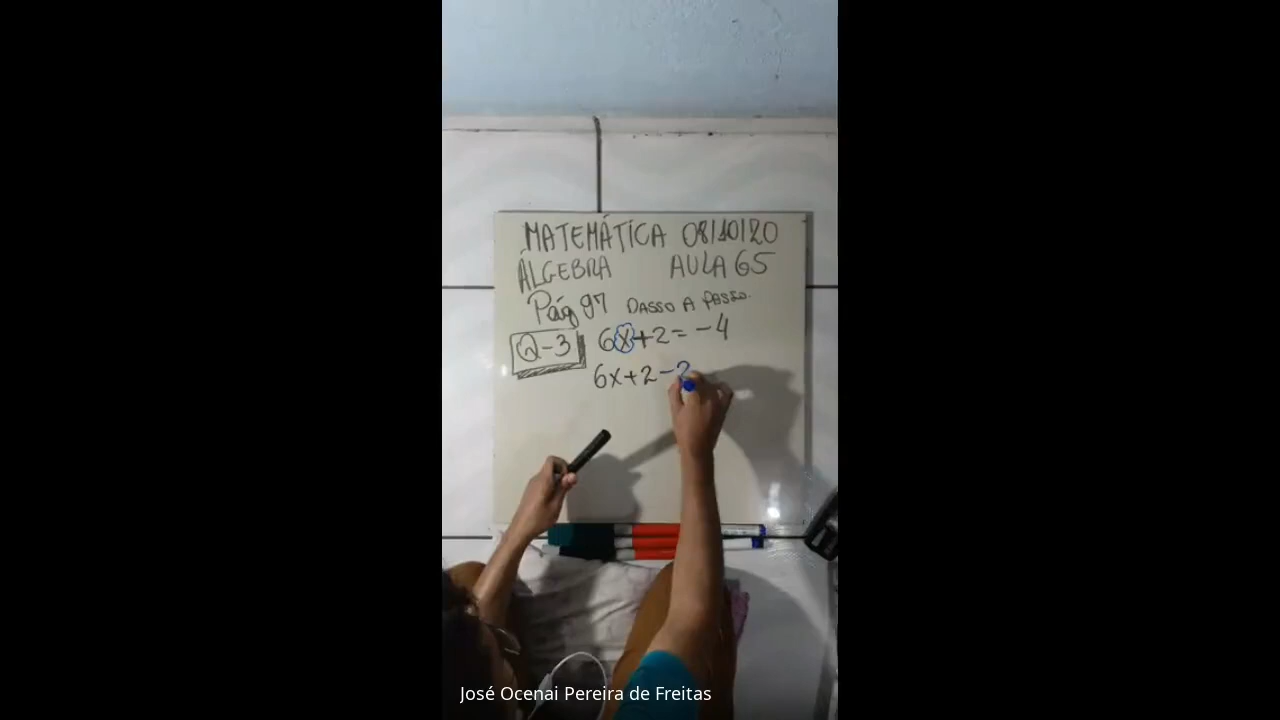 MATEMÁTICA 08/10/20
ÁLGEBRA AULA 65
Pág 97 PASSO A PASSO.
Q-3 6x+2=-4
6x+2-2
José Ocenai Pereira de Freitas